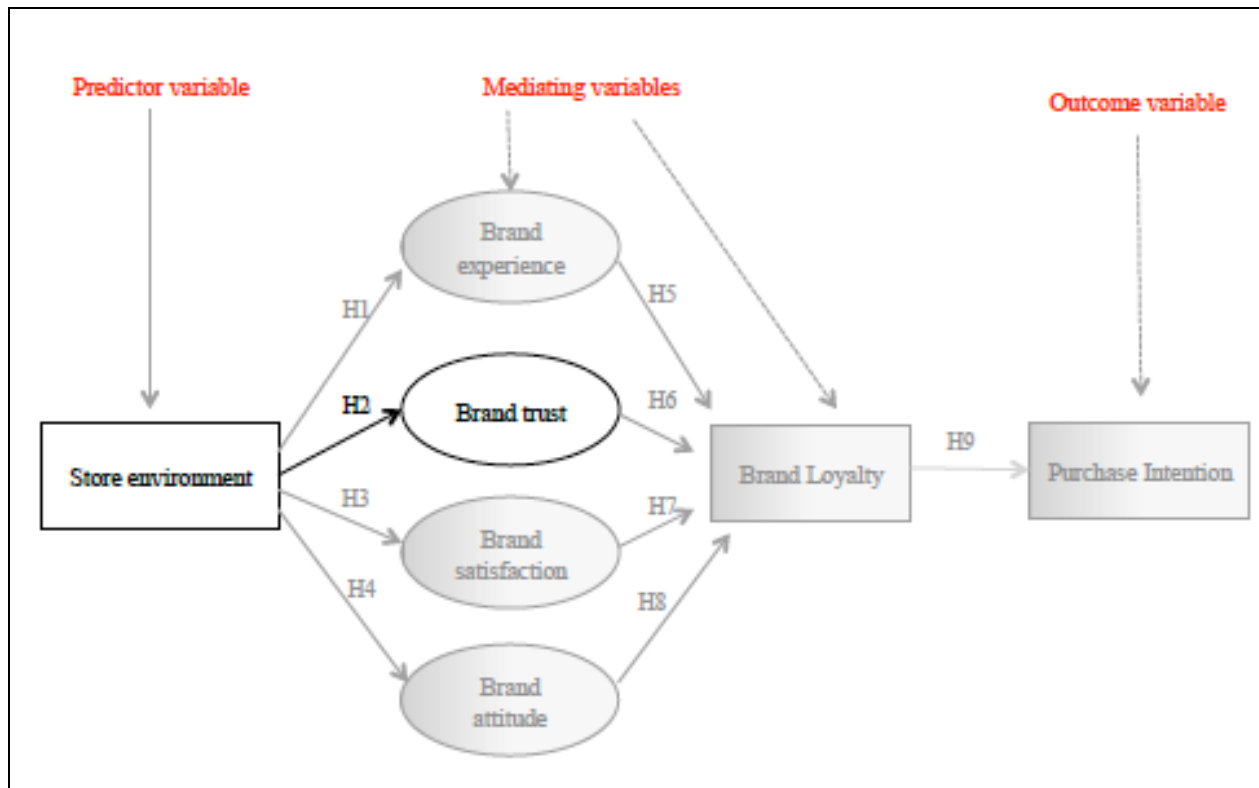 Predictor variable
Mediating variables
Outcome variable
Brand
experience
H1
H5
H2
Brand trust
H6
Store environment
H9
Brand Loyalty
Purchase Intention
H3
H7
Brand
satisfaction
H4
H8
Brand
attitude